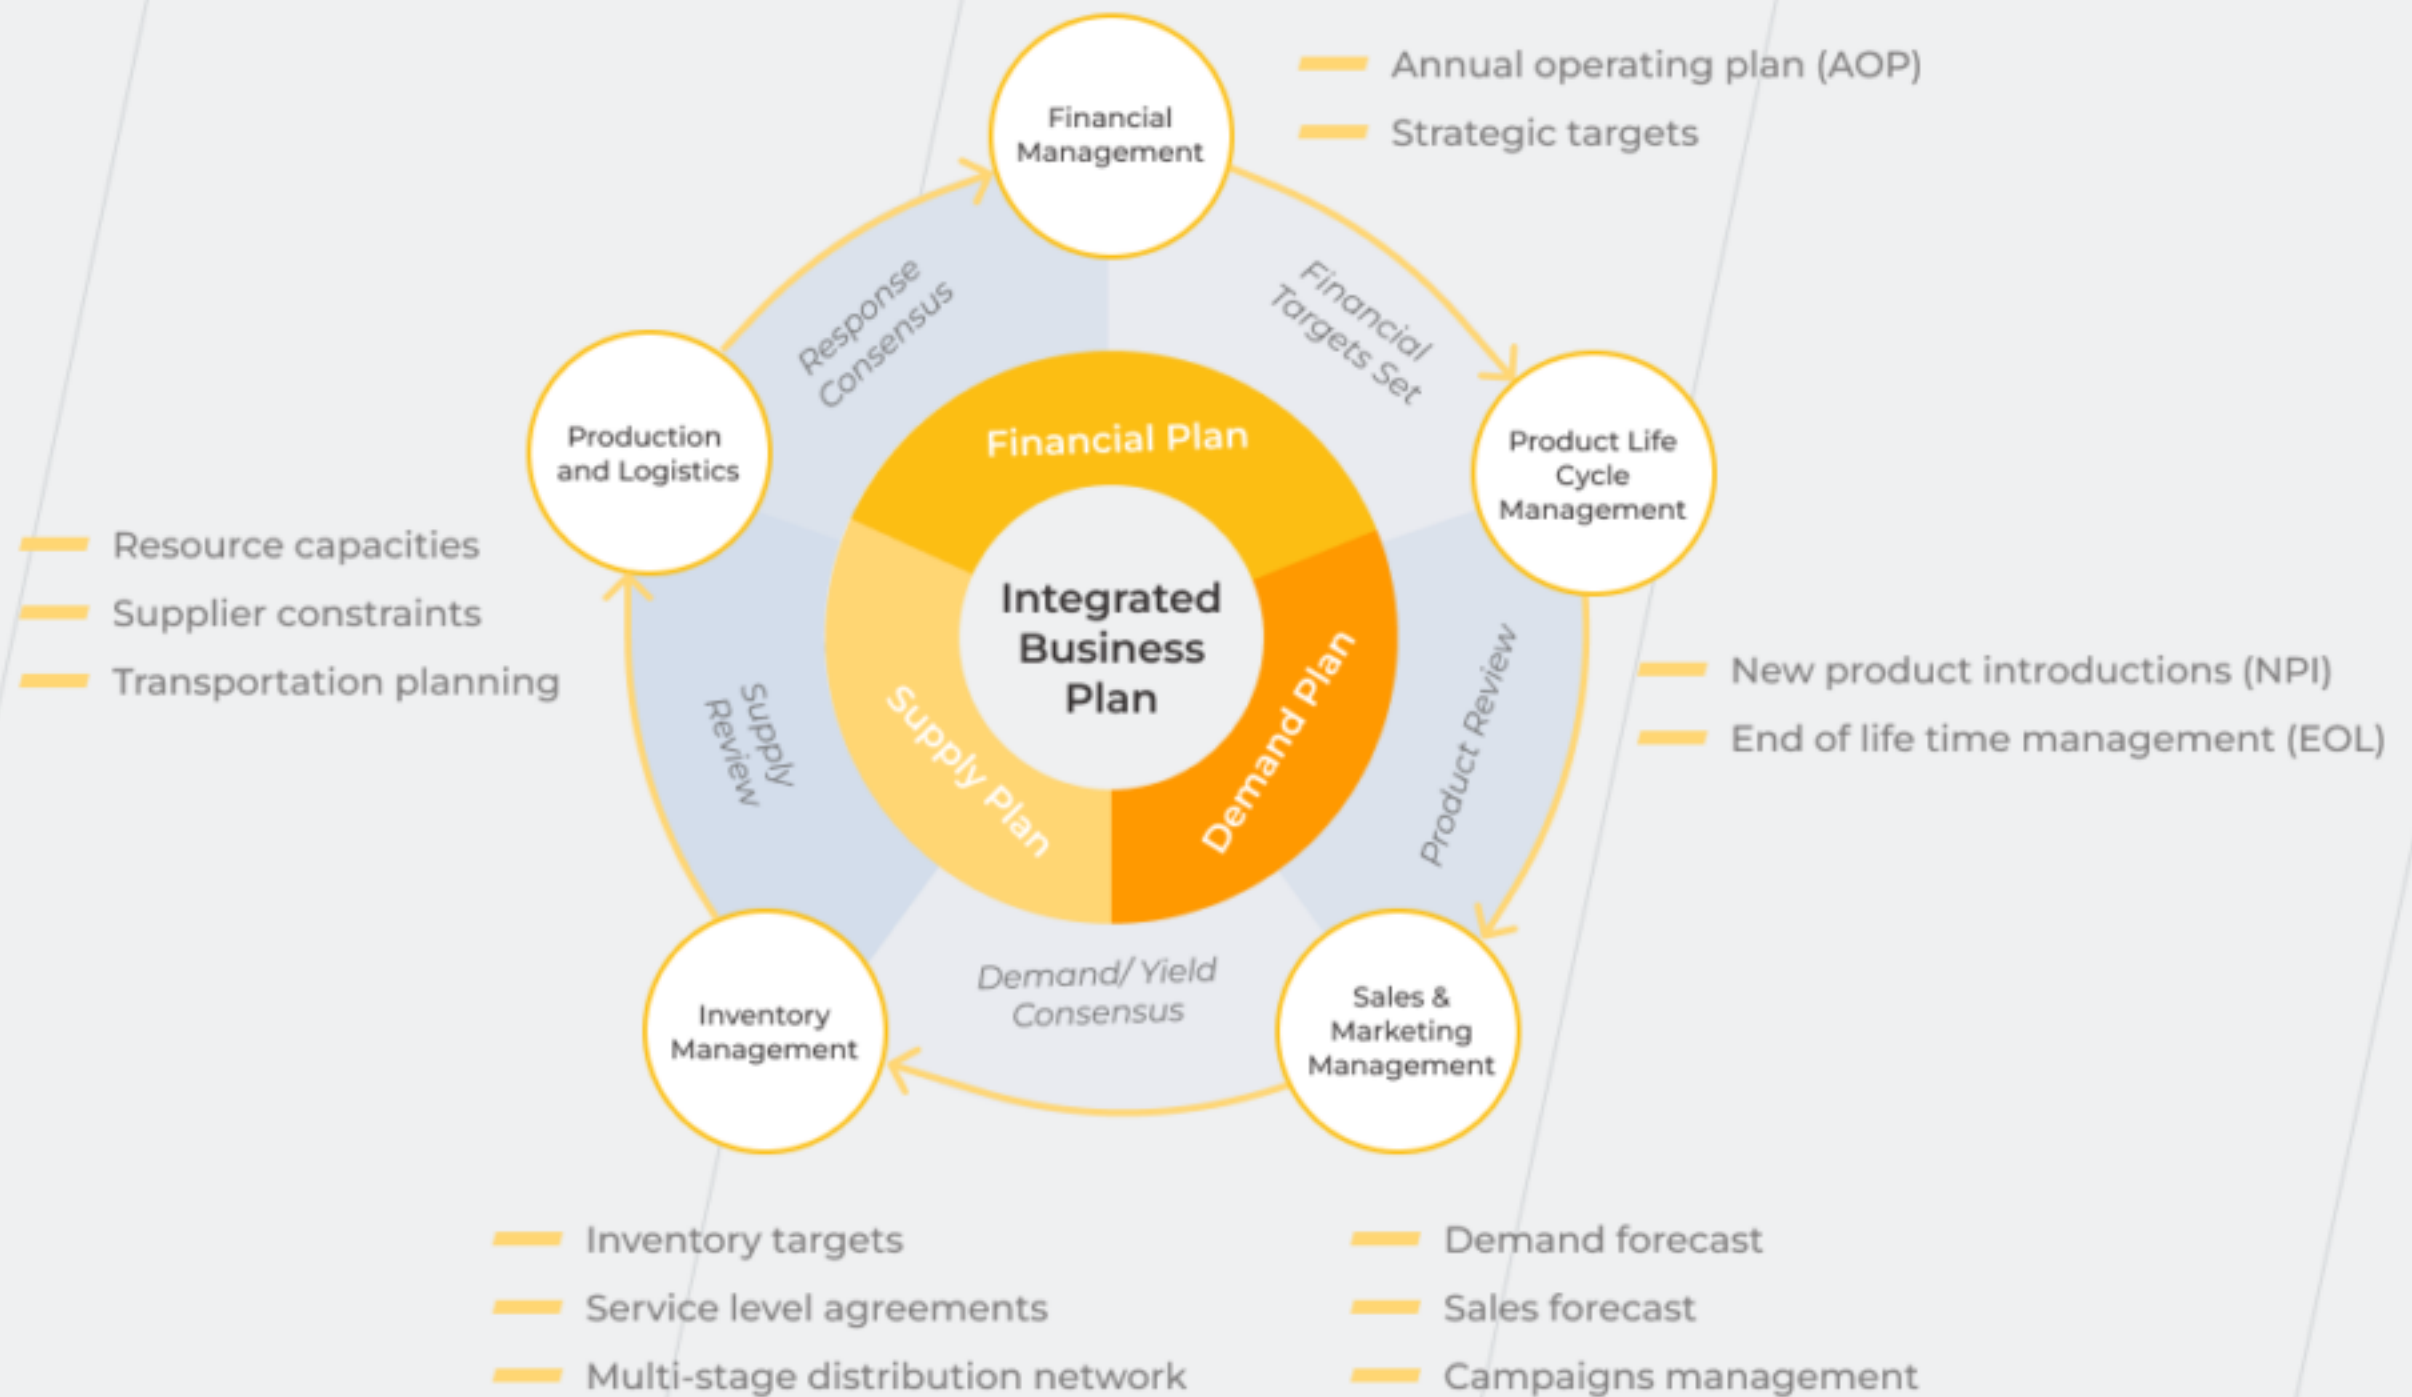 Financial
Management
Annual operating plan (AOP)
Strategic targets
Response
Consensus
Financial
Targets Set
Production
and Logistics
Financial Plan
Product Life
Cycle
Management
Resource capacities
Supplier constraints
Transportation planning
Integrated
Business
Plan
Supply
Review
Supply Plan
Demand Plan
Product Review
New product introductions (NPI)
End of life time management (EOL)
Demand/ Yield
Consensus
Inventory
Management
Sales &
Marketing
Management
Inventory targets
Service level agreements
Multi-stage distribution network
Demand forecast
Sales forecast
Campaigns management